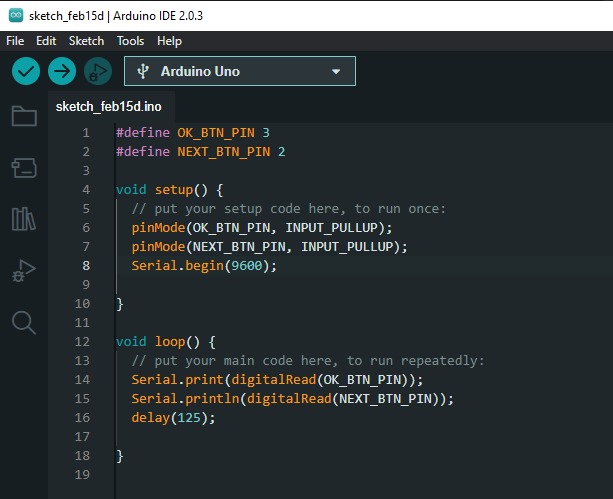 sketch_feb15d | Arduino IDE 2.0.3
File Edit Sketch Tools Help
Arduino Uno
sketch_feb15d.ino
1 #define OK_BTN_PIN 3
2 #define NEXT_BTN_PIN 2
3
4 void setup() {
5 // put your setup code here, to run once:
6 pinMode(OK_BTN_PIN, INPUT_PULLUP);
7 pinMode(NEXT_BTN_PIN, INPUT_PULLUP);
8 Serial.begin(9600);
9
10 }
11
12 void loop() {
13 // put your main code here, to run repeatedly:
14 Serial.print(digitalRead(OK_BTN_PIN));
15 Serial.println(digitalRead(NEXT_BTN_PIN));
16 delay(125);
17
18 }
19